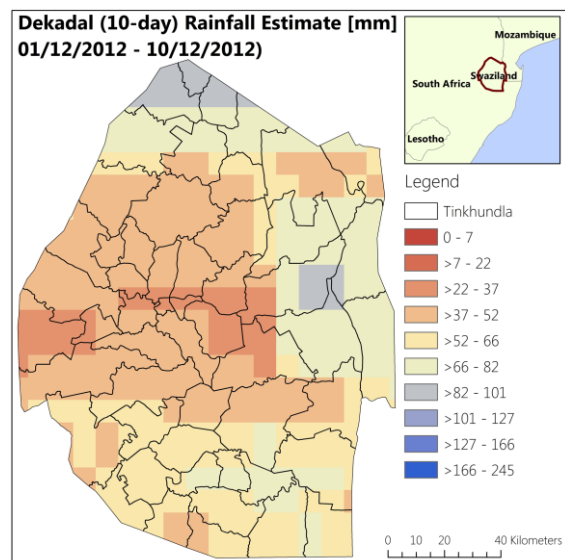 Dekadal (10-day) Rainfall Estimate [mm]
01/12/2012 - 10/12/2012)
Mozambique
Swaziland
South Africa
Lesotho
Legend
Tinkhundla
0 - 7
>7 - 22
>22 - 37
>37 - 52
>52 - 66
>66 - 82
>82 - 101
>101 - 127
>127 - 166
>166 - 245
0 10 20 40 Kilometers